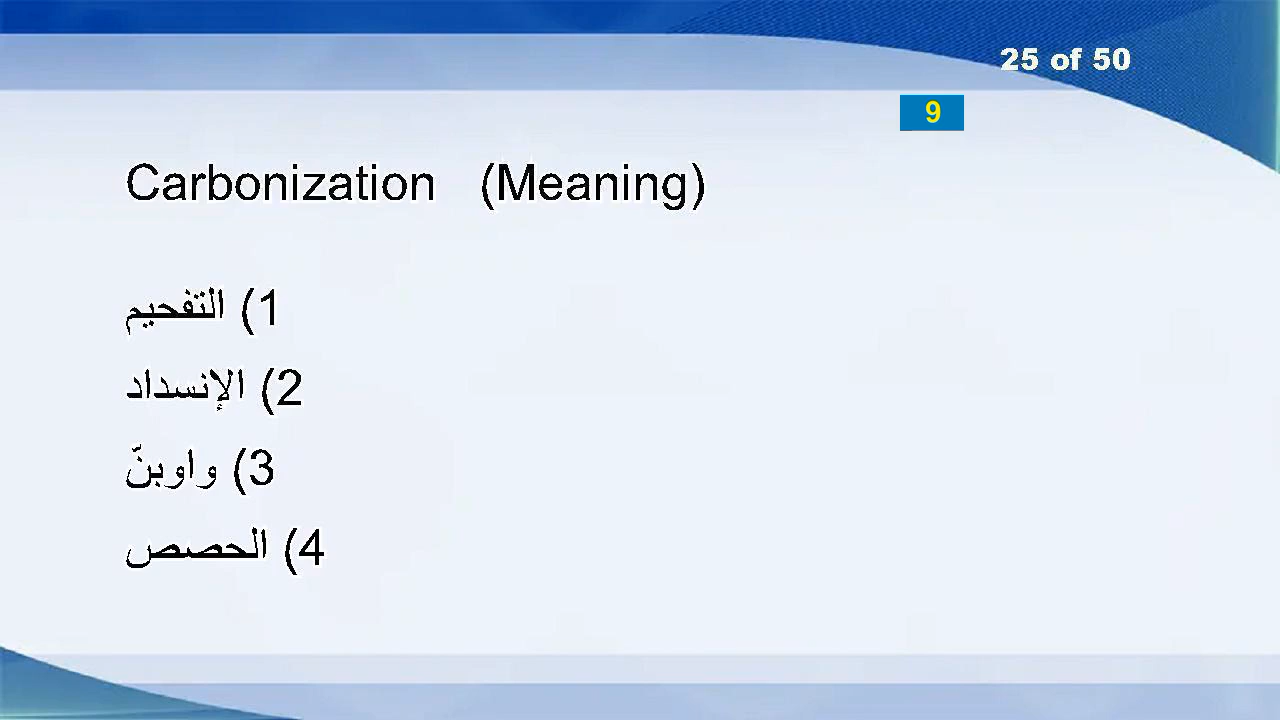 25 of 50
9
Carbonization (Meaning)
1) التفحيم
2) الإنسداد
3) واوبنّ
4) الحصص